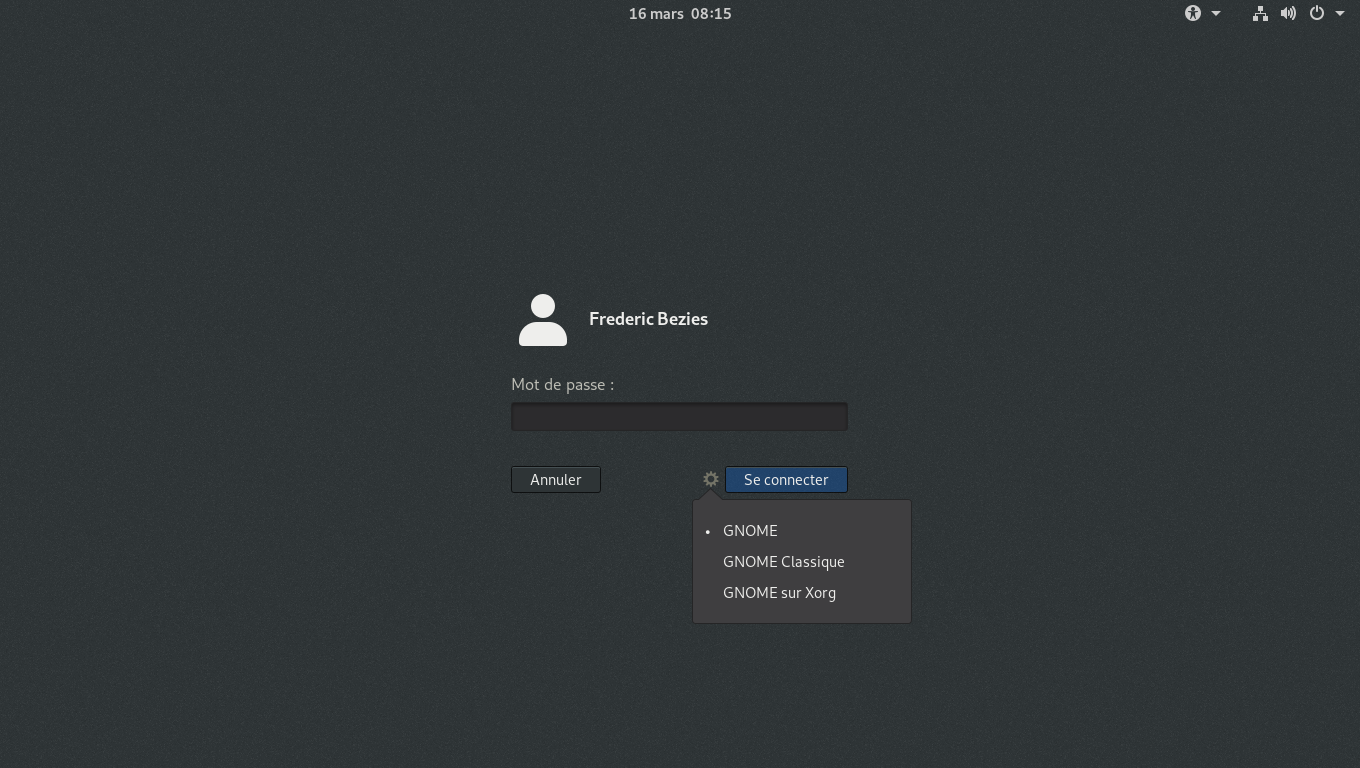 16 mars 08:15
Frederic Bezies
Mot de passe :
Annuler
Se connecter
• GNOME
GNOME Classique
GNOME sur Xorg